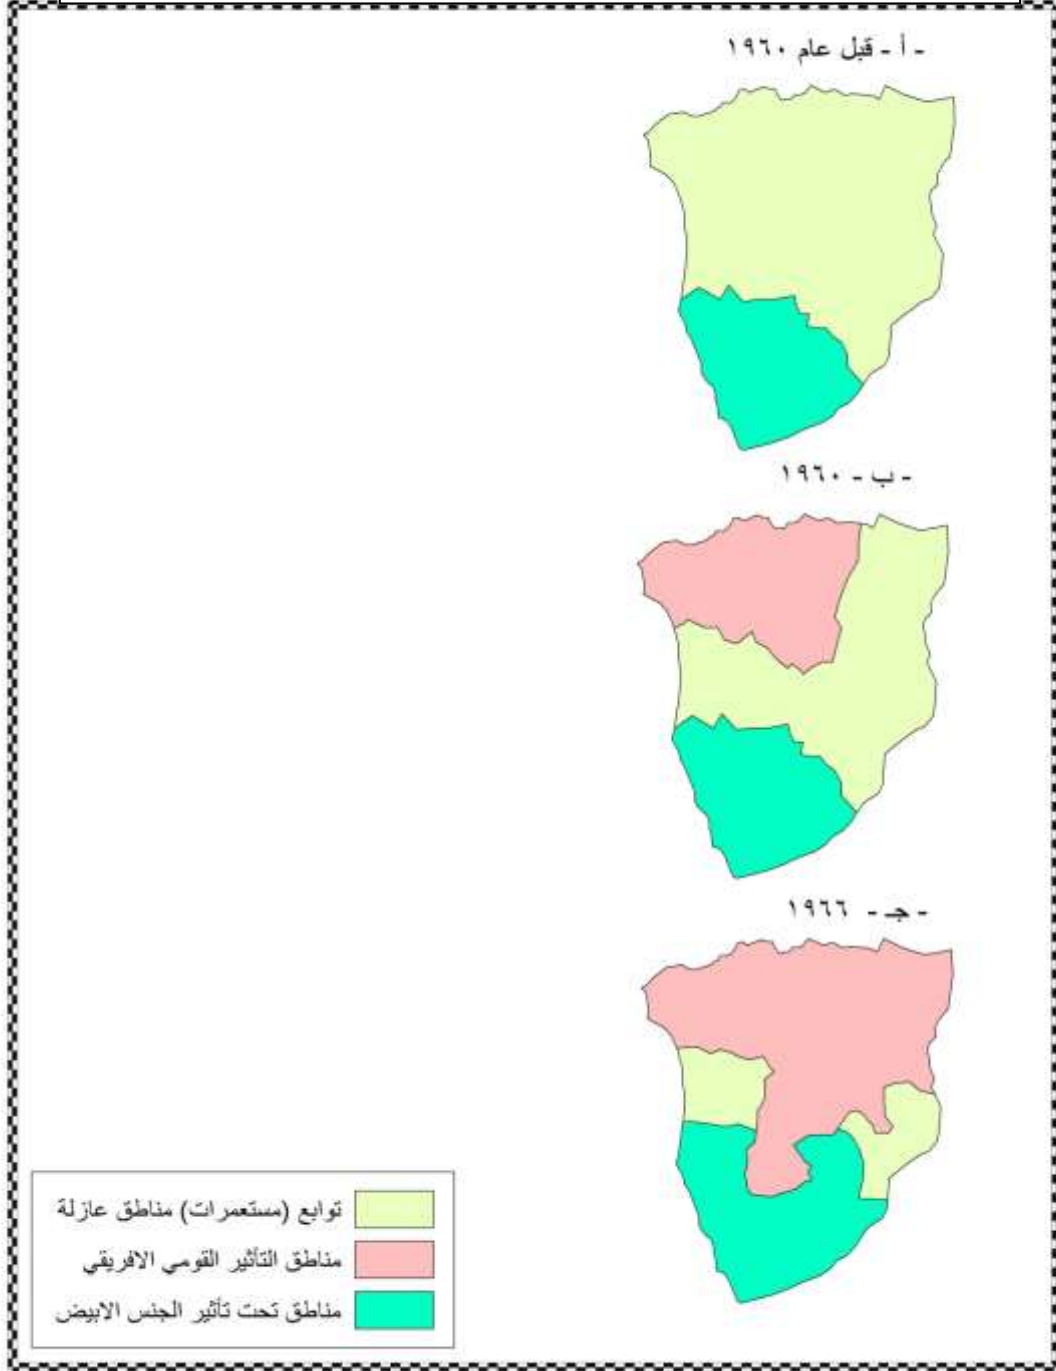 - أ - قبل عام ١٩٦٠
- ب - ١٩٦٠
- جـ - ١٩٦٦
توابع (مستعمرات) مناطق عازلة
مناطق التأثير القومي الافريقي
مناطق تحت تأثير الجنس الابيض